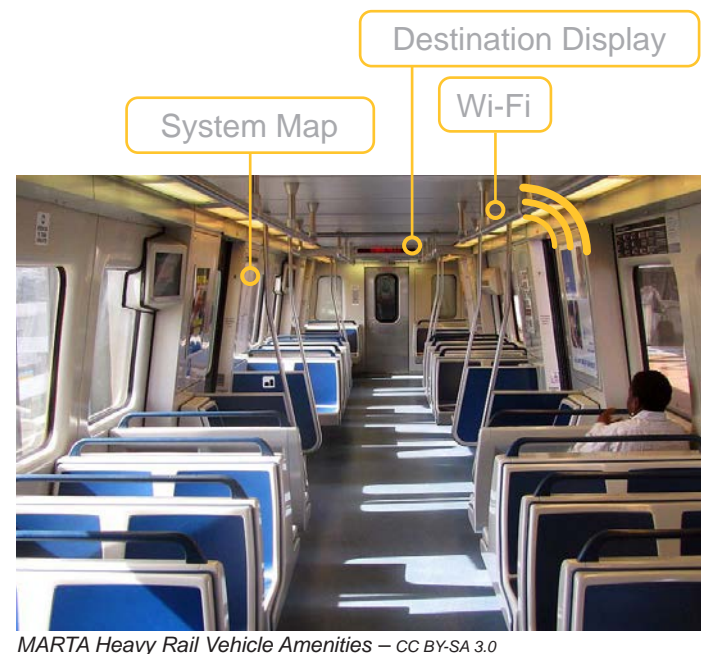 Destination Display
Wi-Fi
System Map
MARTA Heavy Rail Vehicle Amenities – CC BY-SA 3.0